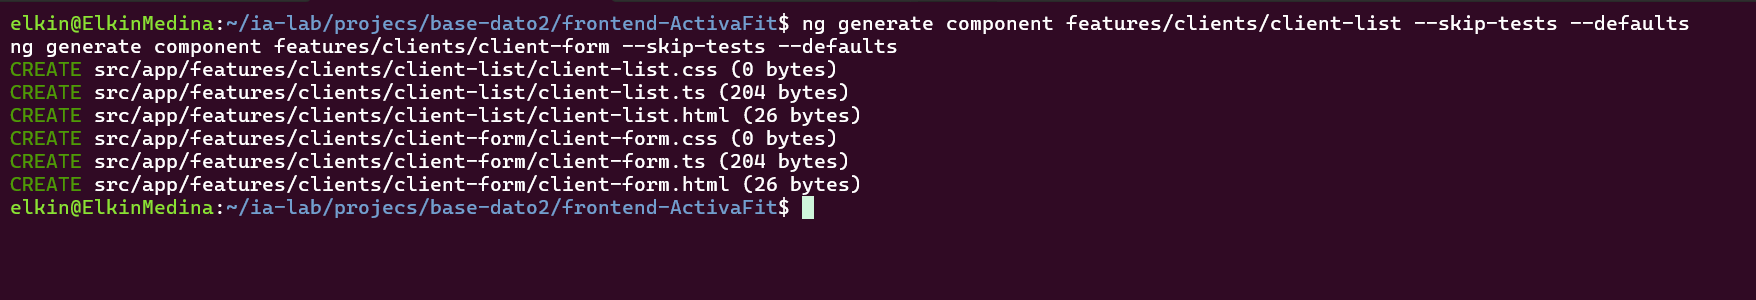 elkin@ElkinMedina:~/ia-lab/projecs/base-dato2/frontend-ActivaFit$ ng generate component features/clients/client-list --skip-tests --defaults
ng generate component features/clients/client-form --skip-tests --defaults
CREATE src/app/features/clients/client-list/client-list.css (0 bytes)
CREATE src/app/features/clients/client-list/client-list.ts (204 bytes)
CREATE src/app/features/clients/client-list/client-list.html (26 bytes)
CREATE src/app/features/clients/client-form/client-form.css (0 bytes)
CREATE src/app/features/clients/client-form/client-form.ts (204 bytes)
CREATE src/app/features/clients/client-form/client-form.html (26 bytes)
elkin@ElkinMedina:~/ia-lab/projecs/base-dato2/frontend-ActivaFit$